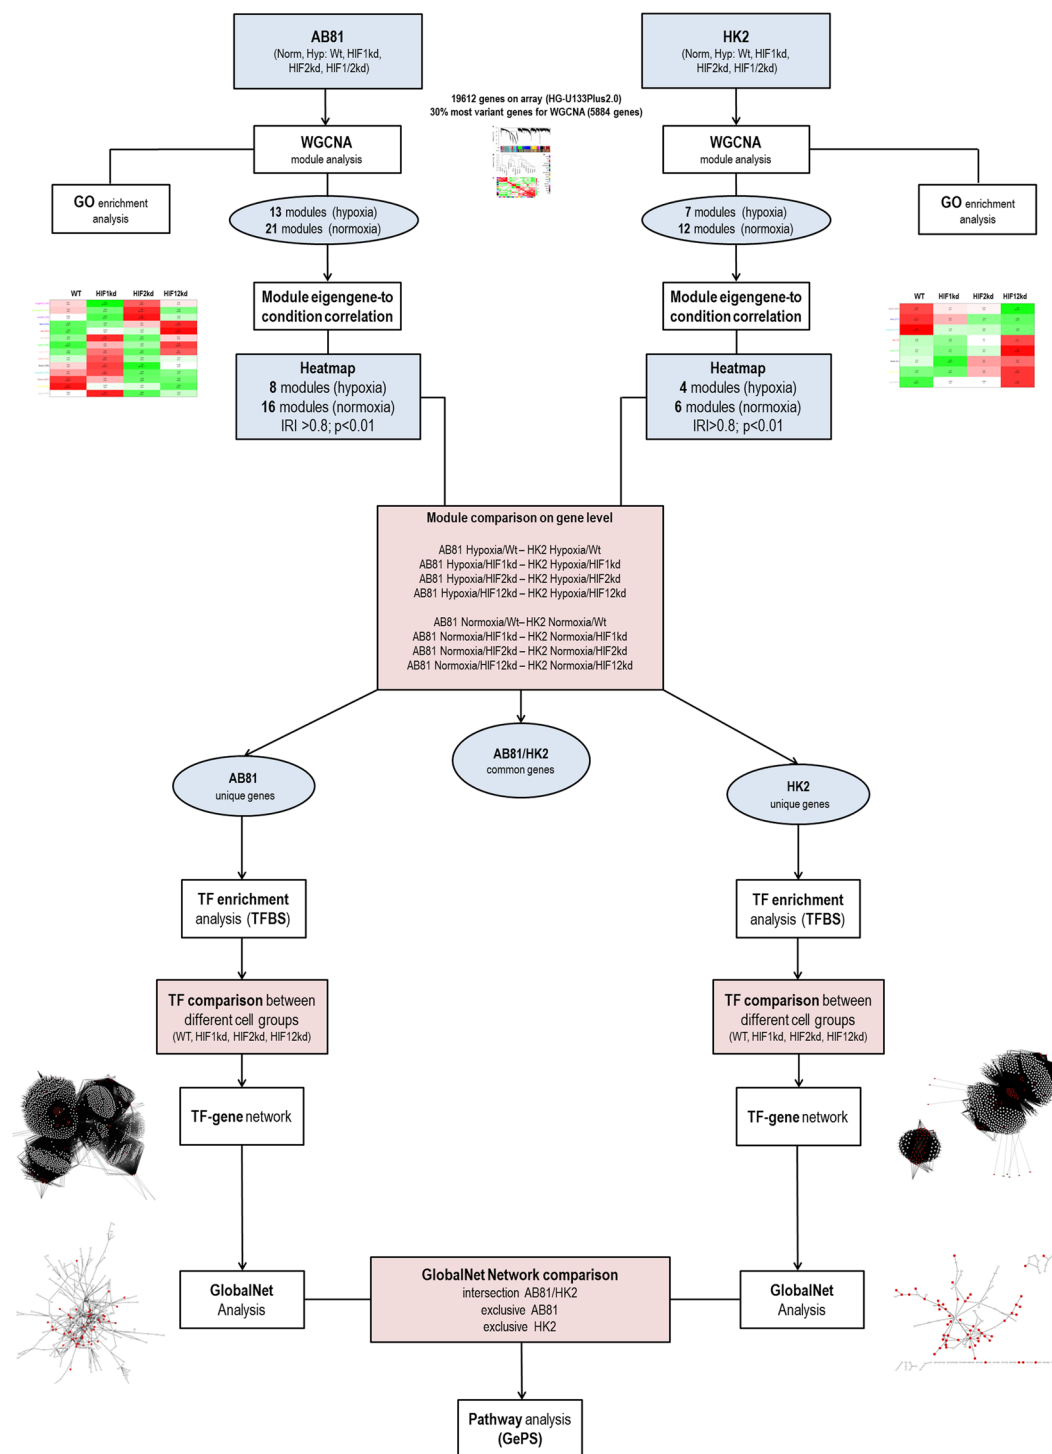 AB81
(Norm, Hyp: Wt, HIF1kd,
HIF2kd, HIF1/2kd)
HK2
(Norm, Hyp: Wt, HIF1kd,
HIF2kd, HIF1/2kd)
19612 genes on array (HG-U133Plus2.0)
30% most variant genes for WGCNA (5884 genes)
WGCNA
module analysis
WGCNA
module analysis
GO enrichment
analysis
GO enrichment
analysis
13 modules (hypoxia)
21 modules (normoxia)
7 modules (hypoxia)
12 modules (normoxia)
Module eigengene-to
condition correlation
Module eigengene-to
condition correlation
WT HIF1kd HIF2kd HIF12kd
WT HIF1kd HIF2kd HIF12kd
Heatmap
8 modules (hypoxia)
16 modules (normoxia)
IRI >0.8; p<0.01
Heatmap
4 modules (hypoxia)
6 modules (normoxia)
IRI>0.8; p<0.01
Module comparison on gene level
AB81 Hypoxia/Wt – HK2 Hypoxia/Wt
AB81 Hypoxia/HIF1kd – HK2 Hypoxia/HIF1kd
AB81 Hypoxia/HIF2kd – HK2 Hypoxia/HIF2kd
AB81 Hypoxia/HIF12kd – HK2 Hypoxia/HIF12kd
AB81 Normoxia/Wt– HK2 Normoxia/Wt
AB81 Normoxia/HIF1kd – HK2 Normoxia/HIF1kd
AB81 Normoxia/HIF2kd – HK2 Normoxia/HIF2kd
AB81 Normoxia/HIF12kd – HK2 Normoxia/HIF12kd
AB81
unique genes
AB81/HK2
common genes
HK2
unique genes
TF enrichment
analysis (TFBS)
TF enrichment
analysis (TFBS)
TF comparison between
different cell groups
(WT, HIF1kd, HIF2kd, HIF12kd)
TF comparison between
different cell groups
(WT, HIF1kd, HIF2kd, HIF12kd)
TF-gene network
TF-gene network
GlobalNet
Analysis
GlobalNet Network comparison
intersection AB81/HK2
exclusive AB81
exclusive HK2
GlobalNet
Analysis
Pathway analysis
(GePS)